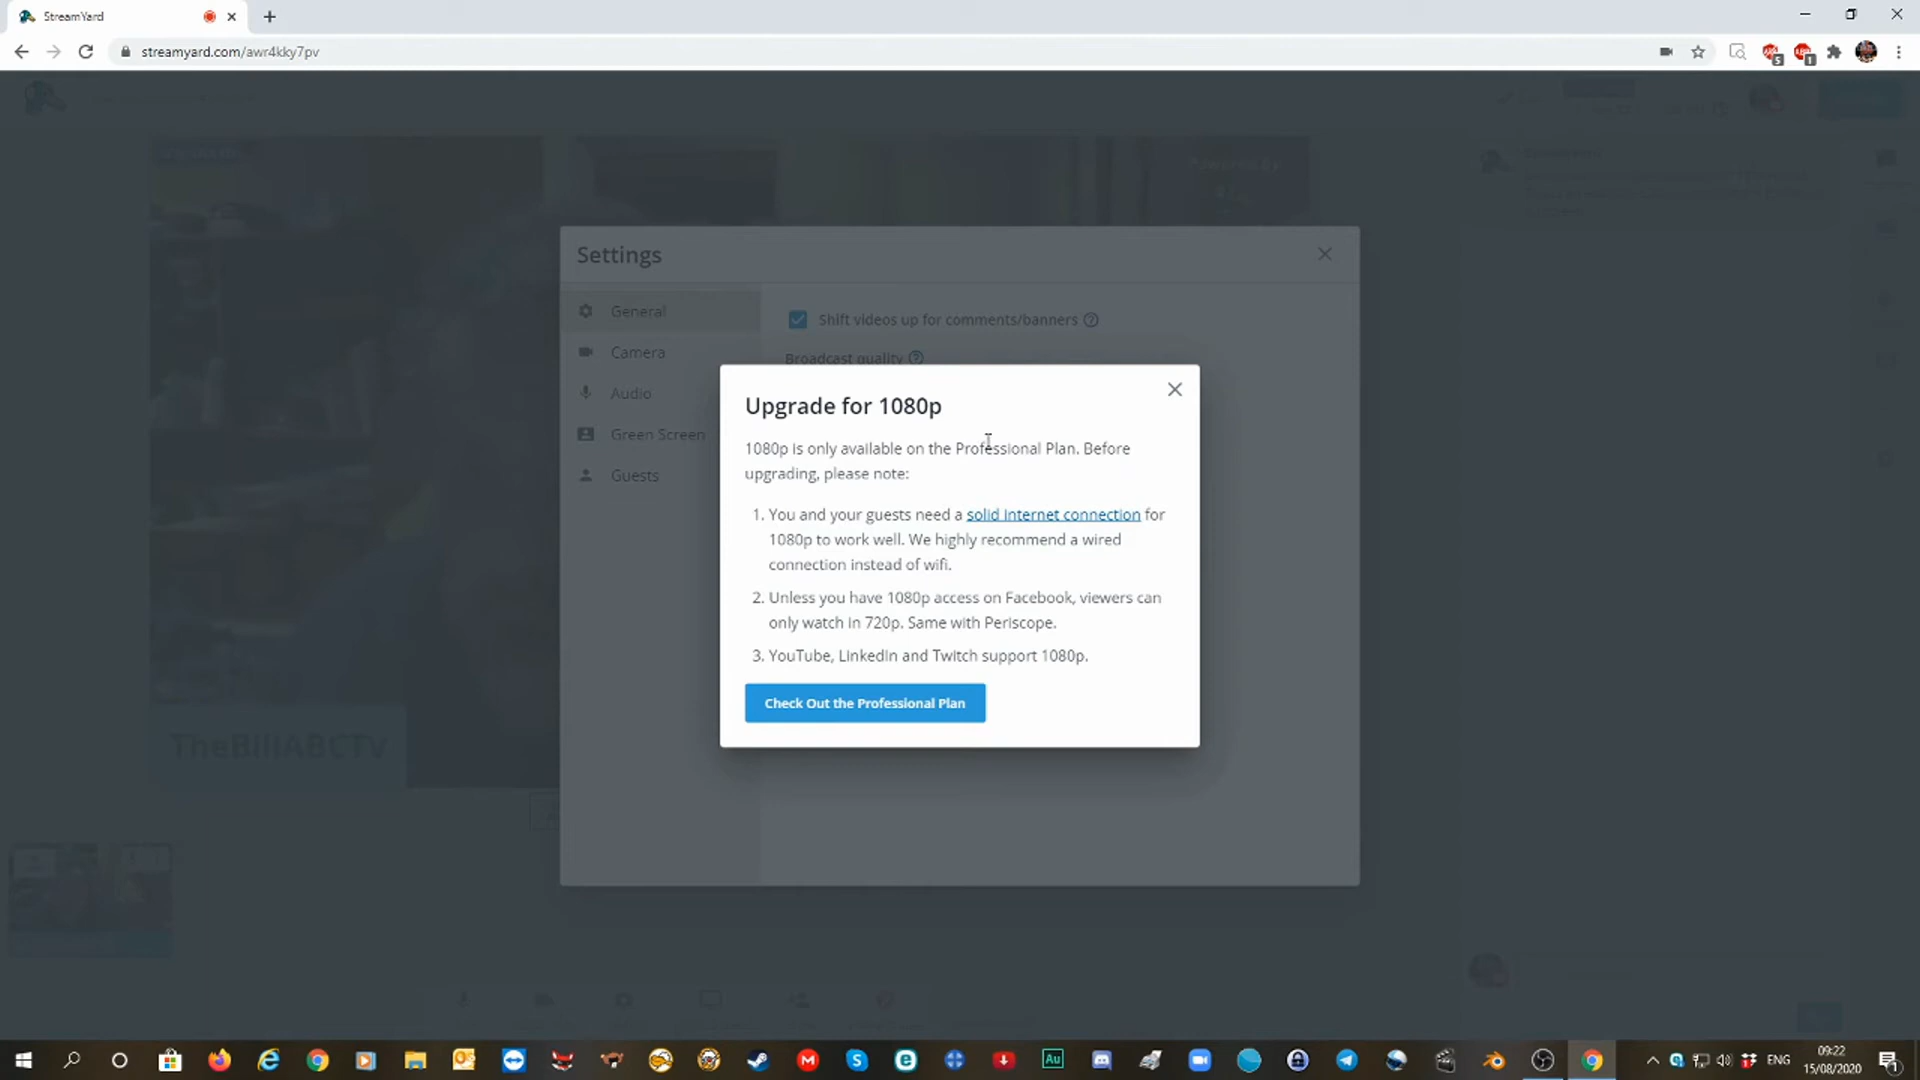 StreamYard
streamyard.com/awr4kky7pv
5
1
Settings
General
Shift videos up for comments/banners
Camera
Broadcast quality
Audio
Green Screen
Guests
Upgrade for 1080p
1080p is only available on the Professional Plan. Before
upgrading, please note:
1. You and your guests need a solid internet connection for
1080p to work well. We highly recommend a wired
connection instead of wifi.
2. Unless you have 1080p access on Facebook, viewers can
only watch in 720p. Same with Periscope.
3. YouTube, LinkedIn and Twitch support 1080p.
Check Out the Professional Plan
TheBillABCTv
Au
ENG
09:22
15/08/2020
1